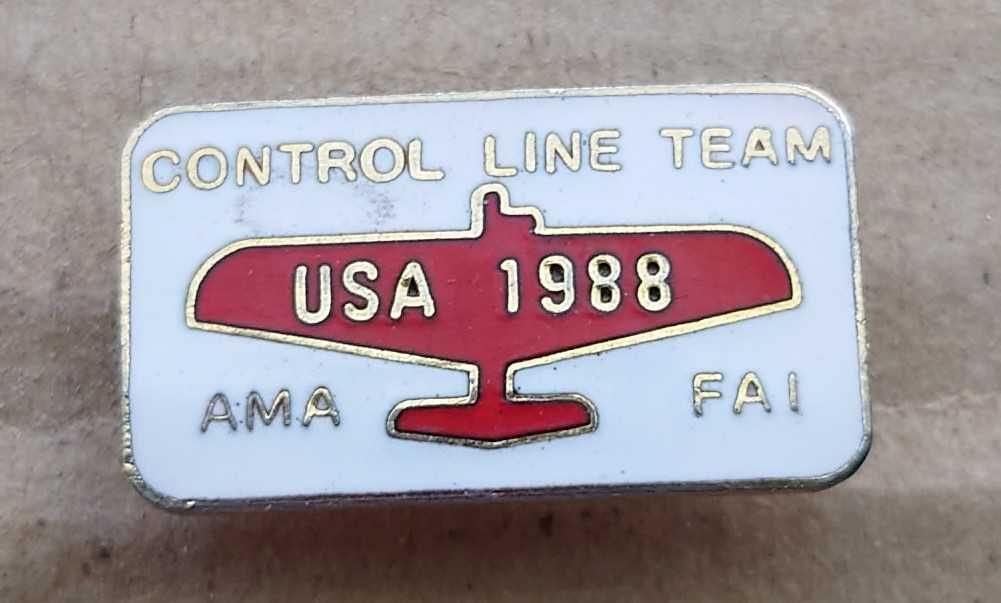 CONTROL LINE TEAM
USA 1988
AMA FAI